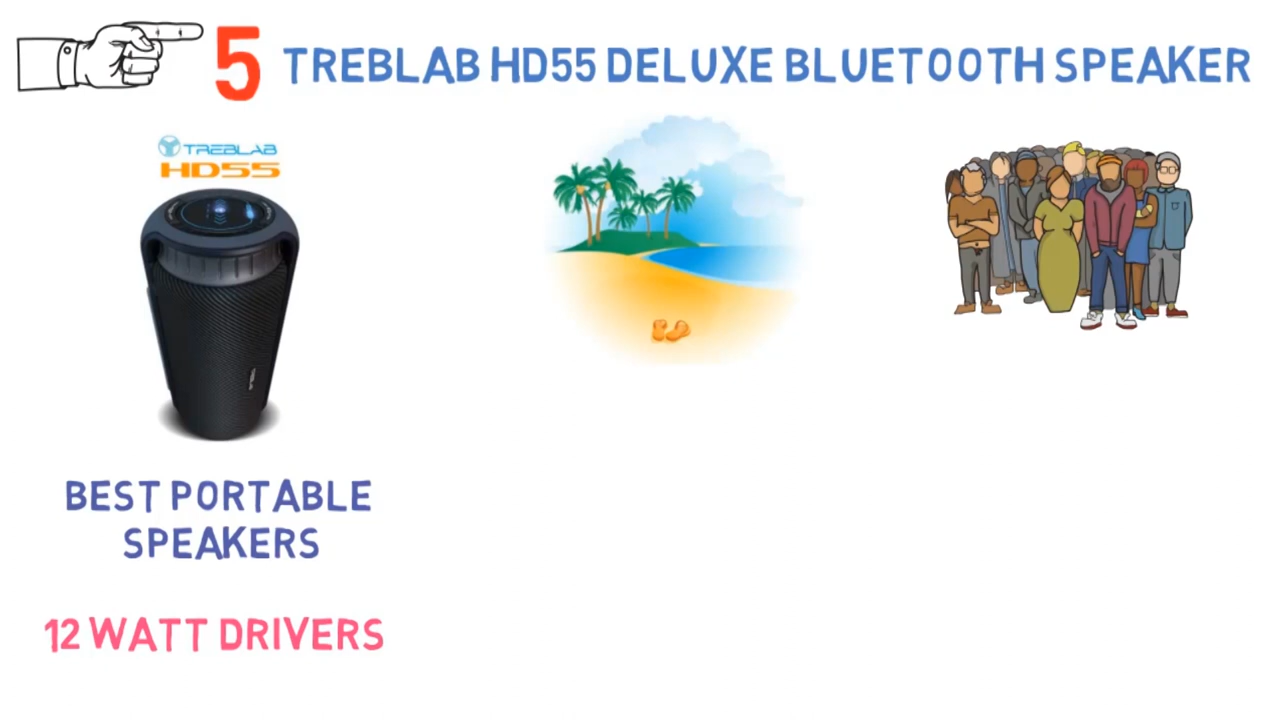 5 TREBLAB HD55 DELUXE BLUETOOTH SPEAKER
TREBLAB
HD55
BEST PORTABLE
SPEAKERS
12 WATT DRIVERS